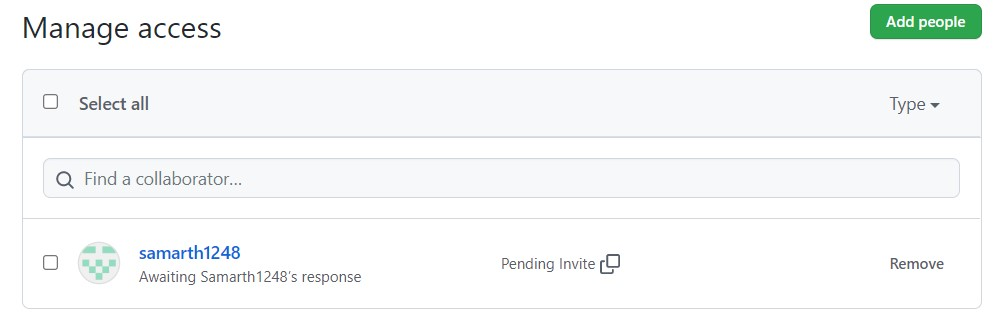 Manage access
Add people
Select all
Type
Find a collaborator...
samarth1248
Awaiting Samarth1248's response
Pending Invite
Remove